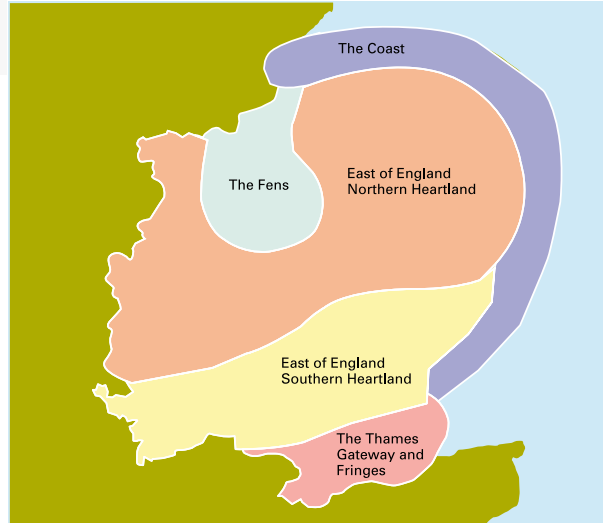 The Coast
The Fens
East of England
Northern Heartland
East of England
Southern Heartland
The Thames
Gateway and
Fringes